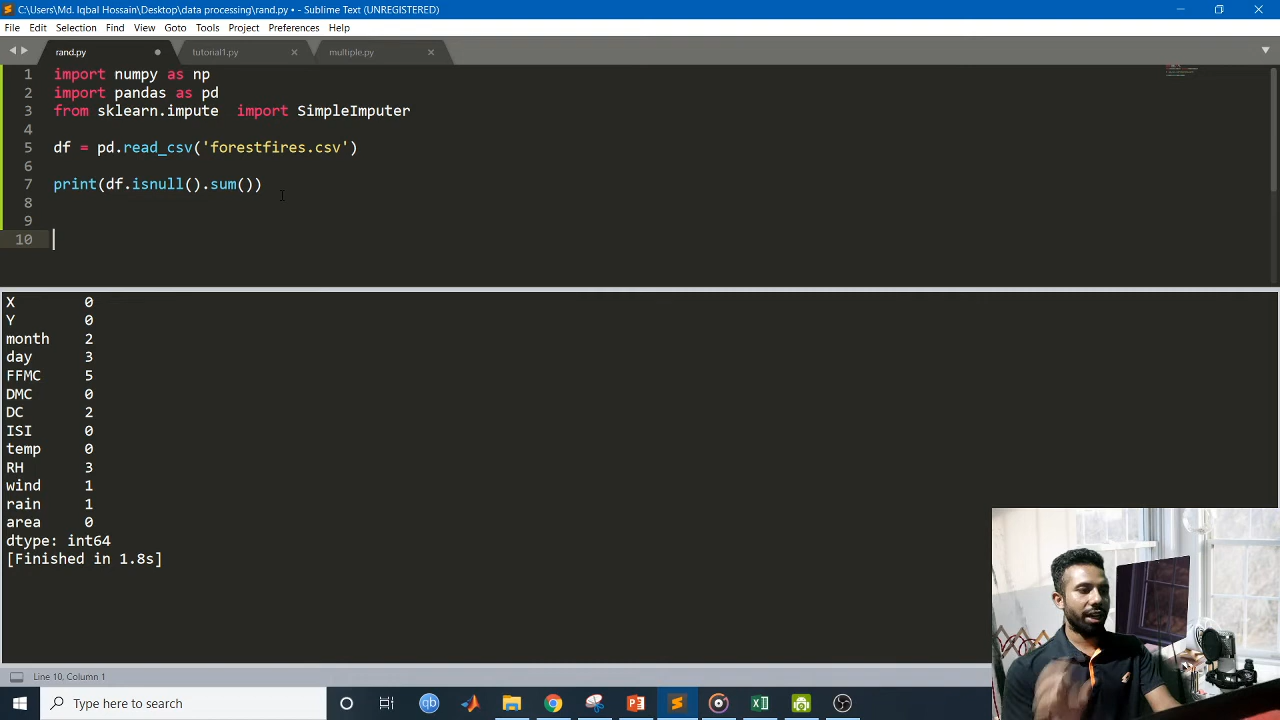 C:\Users\Md. Iqbal Hossain\Desktop\data processing\rand.py • - Sublime Text (UNREGISTERED)
File Edit Selection Find View Goto Tools Project Preferences Help
rand.py tutorial1.py multiple.py
1 import numpy as np
2 import pandas as pd
3 from sklearn.impute  import SimpleImputer
4
5 df = pd.read_csv('forestfires.csv')
6
7 print(df.isnull().sum())
8
9
10
X 0
Y 0
month 2
day 3
FFMC 5
DMC 0
DC 2
ISI 0
temp 0
RH 3
wind 1
rain 1
area 0
dtype: int64
[Finished in 1.8s]
Line 10, Column 1
Type here to search